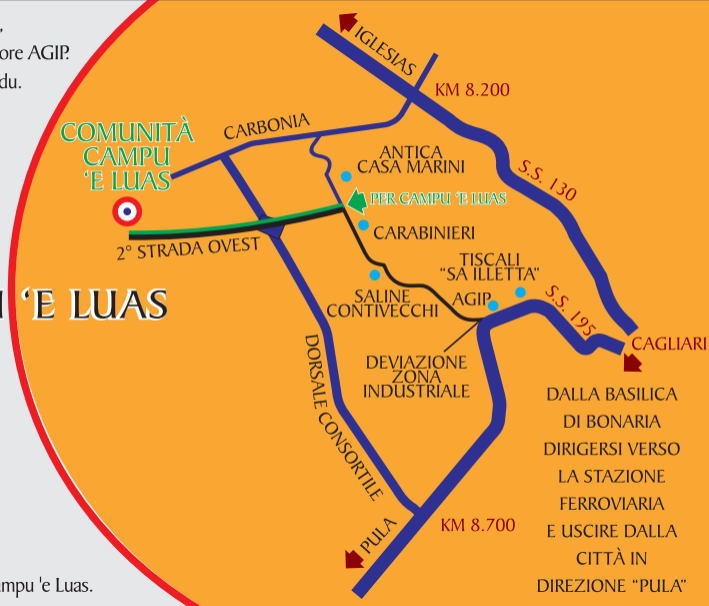 ore AGIP.
du.
IGLESIAS
KM 8.200
CARBONIA
COMUNITÀ
CAMPU
'E LUAS
ANTICA
CASA MARINI
S.S. 130
PER CAMPU 'E LUAS
CARABINIERI
2° STRADA OVEST
TISCALI
"SA ILLETTA"
'E LUAS
SALINE
CONTIVECCHI
AGIP
S.S. 195
CAGLIARI
DEVIAZIONE
ZONA
INDUSTRIALE
DORSALE CONSORTILE
DALLA BASILICA
DI BONARIA
DIRIGERSI VERSO
LA STAZIONE
FERROVIARIA
E USCIRE DALLA
CITTÀ IN
DIREZIONE "PULA"
KM 8.700
PULA
ampu 'e Luas.